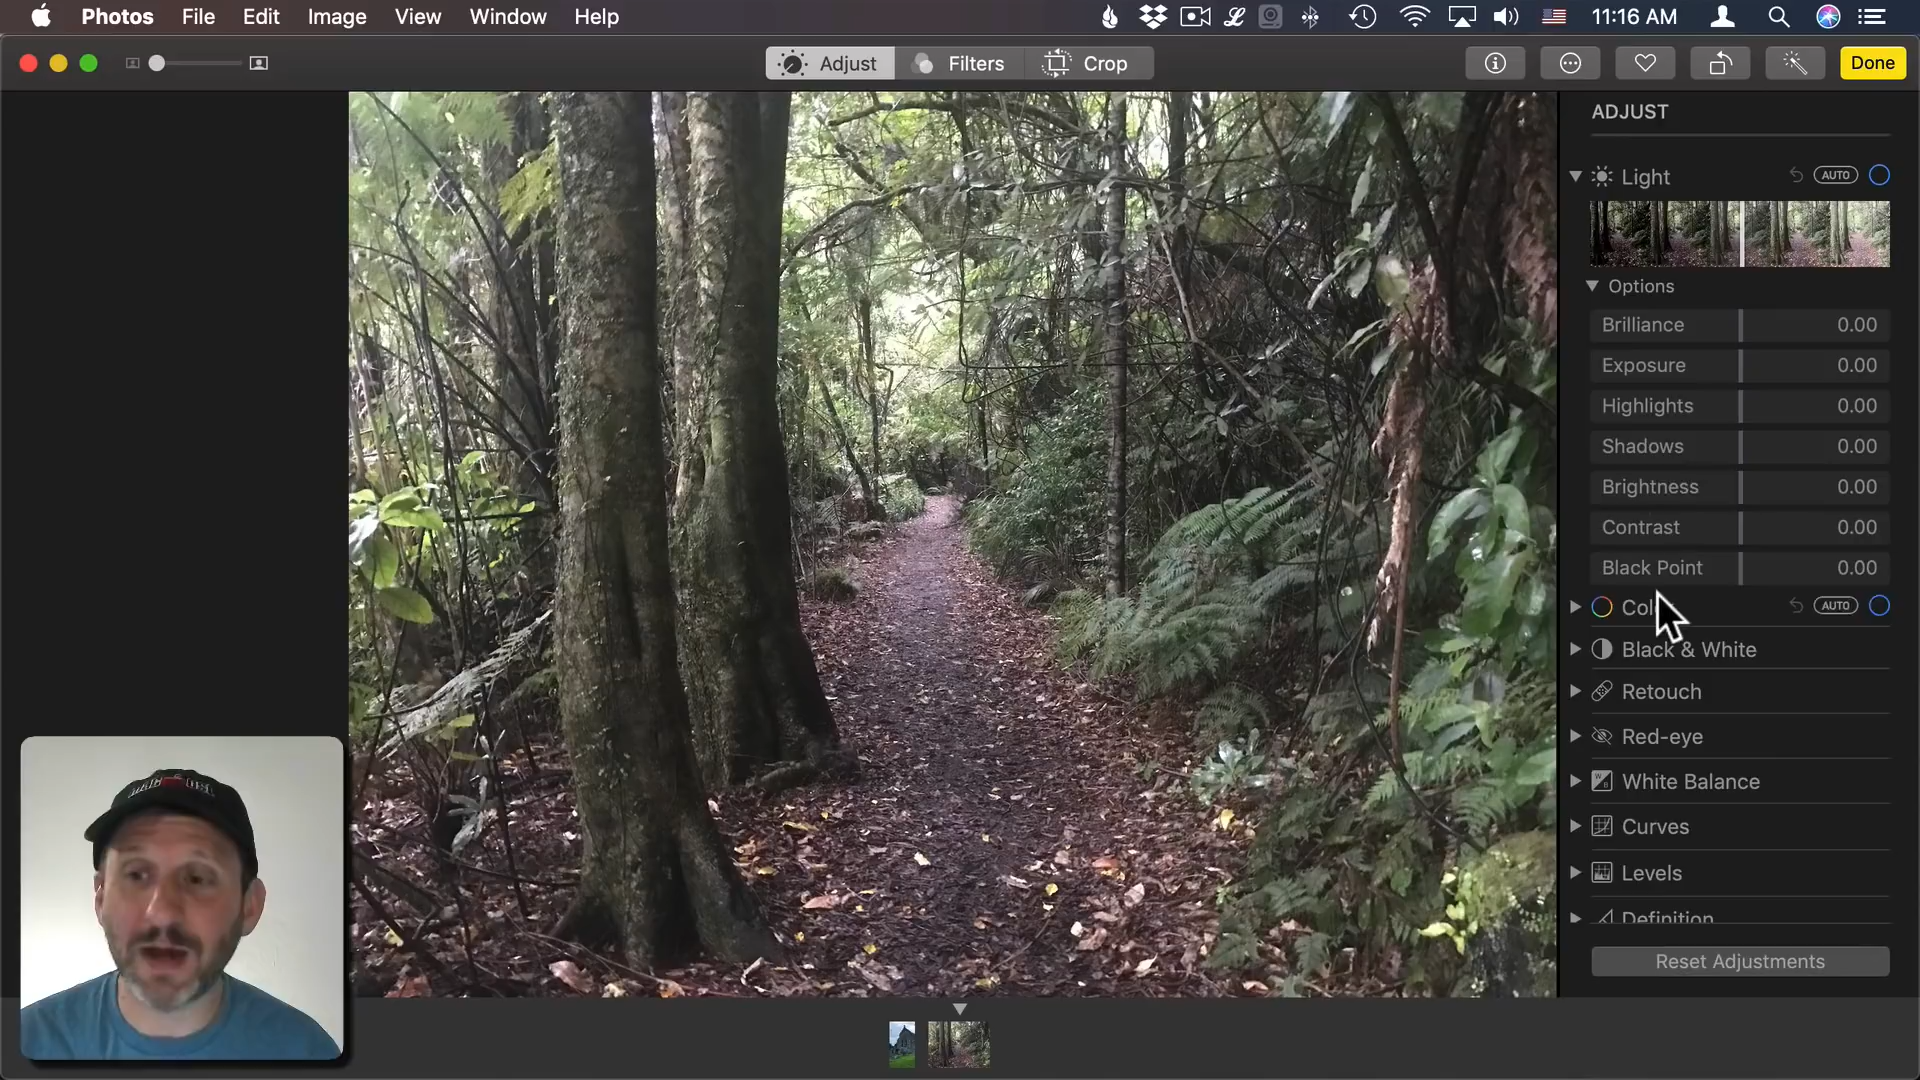 Photos File Edit Image View Window Help 11:16 AM
Adjust Filters Crop Done
ADJUST
Light AUTO
Options
Brilliance 0.00
Exposure 0.00
Highlights 0.00
Shadows 0.00
Brightness 0.00
Contrast 0.00
Black Point 0.00
AUTO
Black & White
Retouch
Red-eye
White Balance
Curves
Levels
Definition
Reset Adjustments